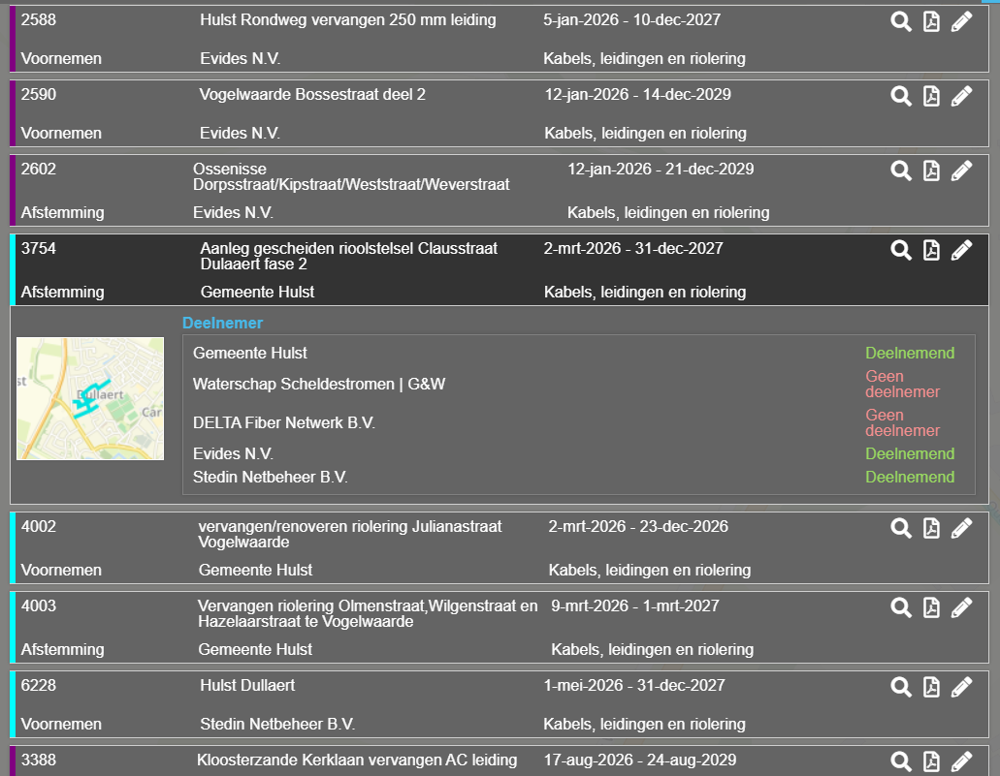 2588 Hulst Rondweg vervangen 250 mm leiding 5-jan-2026 - 10-dec-2027
Voornemen Evides N.V. Kabels, leidingen en riolering
2590 Vogelwaarde Bossestraat deel 2 12-jan-2026 - 14-dec-2029
Voornemen Evides N.V. Kabels, leidingen en riolering
2602 Ossenisse 12-jan-2026 - 21-dec-2029
Dorpsstraat/Kipstraat/Weststraat/Weverstraat
Afstemming Evides N.V. Kabels, leidingen en riolering
3754 Aanleg gescheiden rioolstelsel Clausstraat 2-mrt-2026 - 31-dec-2027
Dulaaert fase 2
Afstemming Gemeente Hulst Kabels, leidingen en riolering
Deelnemer
Gemeente Hulst Deelnemend
Waterschap Scheldestromen | G&W Geen
deelnemer
DELTA Fiber Netwerk B.V. Geen
deelnemer
Evides N.V. Deelnemend
Stedin Netbeheer B.V. Deelnemend
st
Dullaert
Car
4002 vervangen/renoveren riolering Julianastraat 2-mrt-2026 - 23-dec-2026
Vogelwaarde
Voornemen Gemeente Hulst Kabels, leidingen en riolering
4003 Vervangen riolering Olmenstraat,Wilgenstraat en 9-mrt-2026 - 1-mrt-2027
Hazelaarstraat te Vogelwaarde
Afstemming Gemeente Hulst Kabels, leidingen en riolering
6228 Hulst Dullaert 1-mei-2026 - 31-dec-2027
Voornemen Stedin Netbeheer B.V. Kabels, leidingen en riolering
3388 Kloosterzande Kerklaan vervangen AC leiding 17-aug-2026 - 24-aug-2029